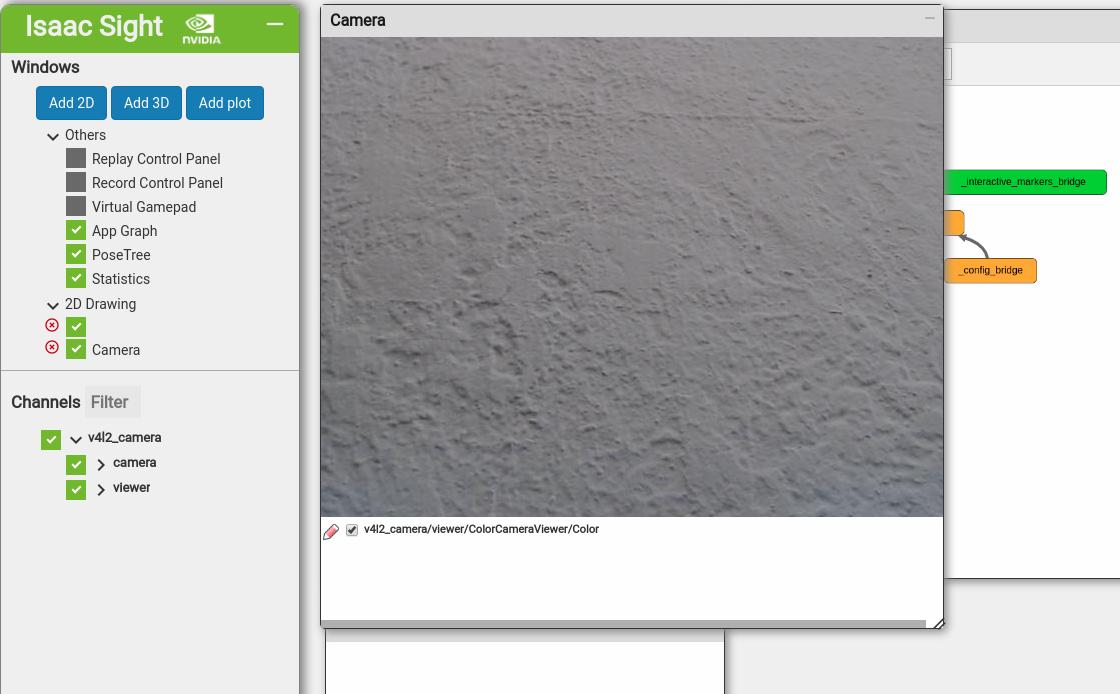 Isaac Sight
NVIDIA
Windows
Add 2D Add 3D Add plot
Others
Replay Control Panel
Record Control Panel
Virtual Gamepad
App Graph
PoseTree
Statistics
2D Drawing
Camera
Channels Filter
v4l2_camera
camera
viewer
Camera
v4l2_camera/viewer/ColorCameraViewer/Color
_interactive_markers_bridge
_config_bridge